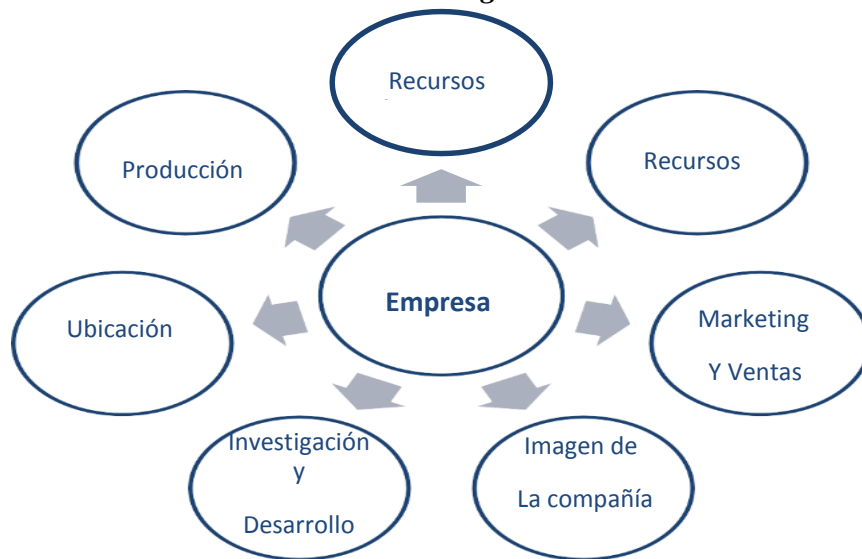 Recursos
Recursos
Producción
Empresa
Ubicación
Marketing
Y Ventas
Investigación
y
Desarrollo
Imagen de
La compañía